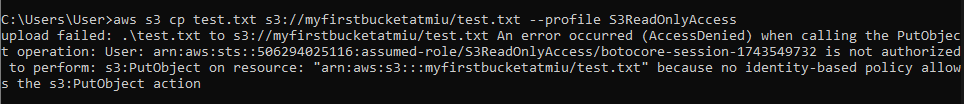 C:\Users\User>aws s3 cp test.txt s3://myfirstbucketatmiu/test.txt --profile S3ReadOnlyAccess
upload failed: .\test.txt to s3://myfirstbucketatmiu/test.txt An error occurred (AccessDenied) when calling the PutObjec
t operation: User: arn:aws:sts::506294025116:assumed-role/S3ReadOnlyAccess/botocore-session-1743549732 is not authorized
 to perform: s3:PutObject on resource: "arn:aws:s3:::myfirstbucketatmiu/test.txt" because no identity-based policy allow
s the s3:PutObject action